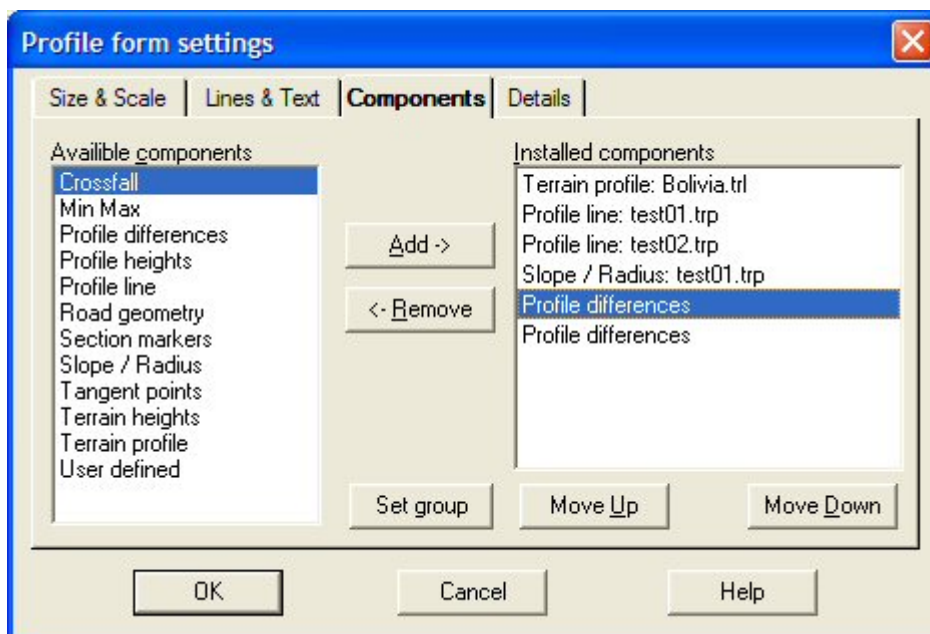 Profile form settings
Size & Scale
Lines & Text
Components
Details
Availible components
Crossfall
Min Max
Profile differences
Profile heights
Profile line
Road geometry
Section markers
Slope / Radius
Tangent points
Terrain heights
Terrain profile
User defined
Add ->
<- Remove
Set group
Installed components
Terrain profile: Bolivia.trl
Profile line: test01.trp
Profile line: test02.trp
Slope / Radius: test01.trp
Profile differences
Profile differences
Move Up
Move Down
OK
Cancel
Help